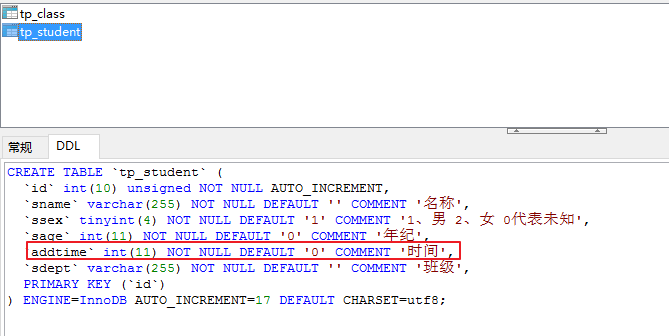 tp_class
tp_student
常规
DDL
CREATE TABLE `tp_student` (
`id` int(10) unsigned NOT NULL AUTO_INCREMENT,
`sname` varchar(255) NOT NULL DEFAULT '' COMMENT '名称',
`ssex` tinyint(4) NOT NULL DEFAULT '1' COMMENT '1、男 2、女 0代表未知',
`sage` int(11) NOT NULL DEFAULT '0' COMMENT '年纪',
addtime` int(11) NOT NULL DEFAULT '0' COMMENT '时间',
`sdept` varchar(255) NOT NULL DEFAULT '' COMMENT '班级',
PRIMARY KEY (`id`)
) ENGINE=InnoDB AUTO_INCREMENT=17 DEFAULT CHARSET=utf8;